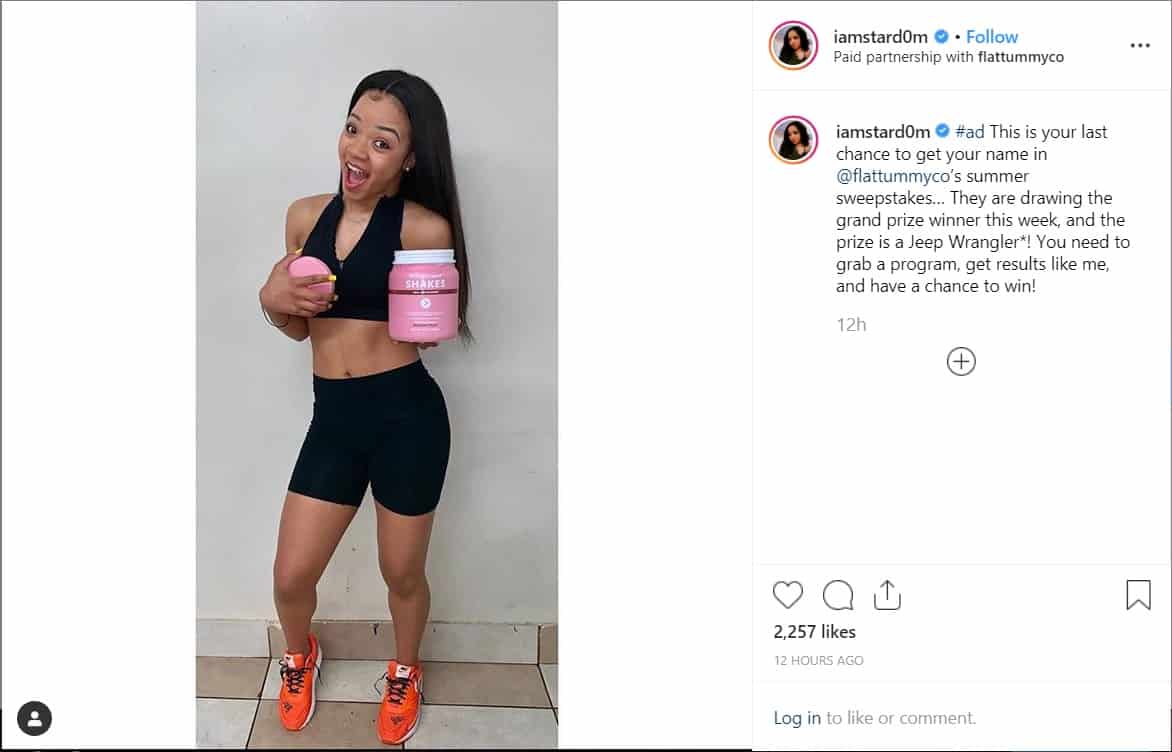 iamstard0m • Follow
Paid partnership with flattummyco
iamstard0m #ad This is your last
chance to get your name in
@flattummyco's summer
sweepstakes... They are drawing the
grand prize winner this week, and the
prize is a Jeep Wrangler*! You need to
grab a program, get results like me,
and have a chance to win!
12h
SHAKES
2,257 likes
12 HOURS AGO
Log in to like or comment.